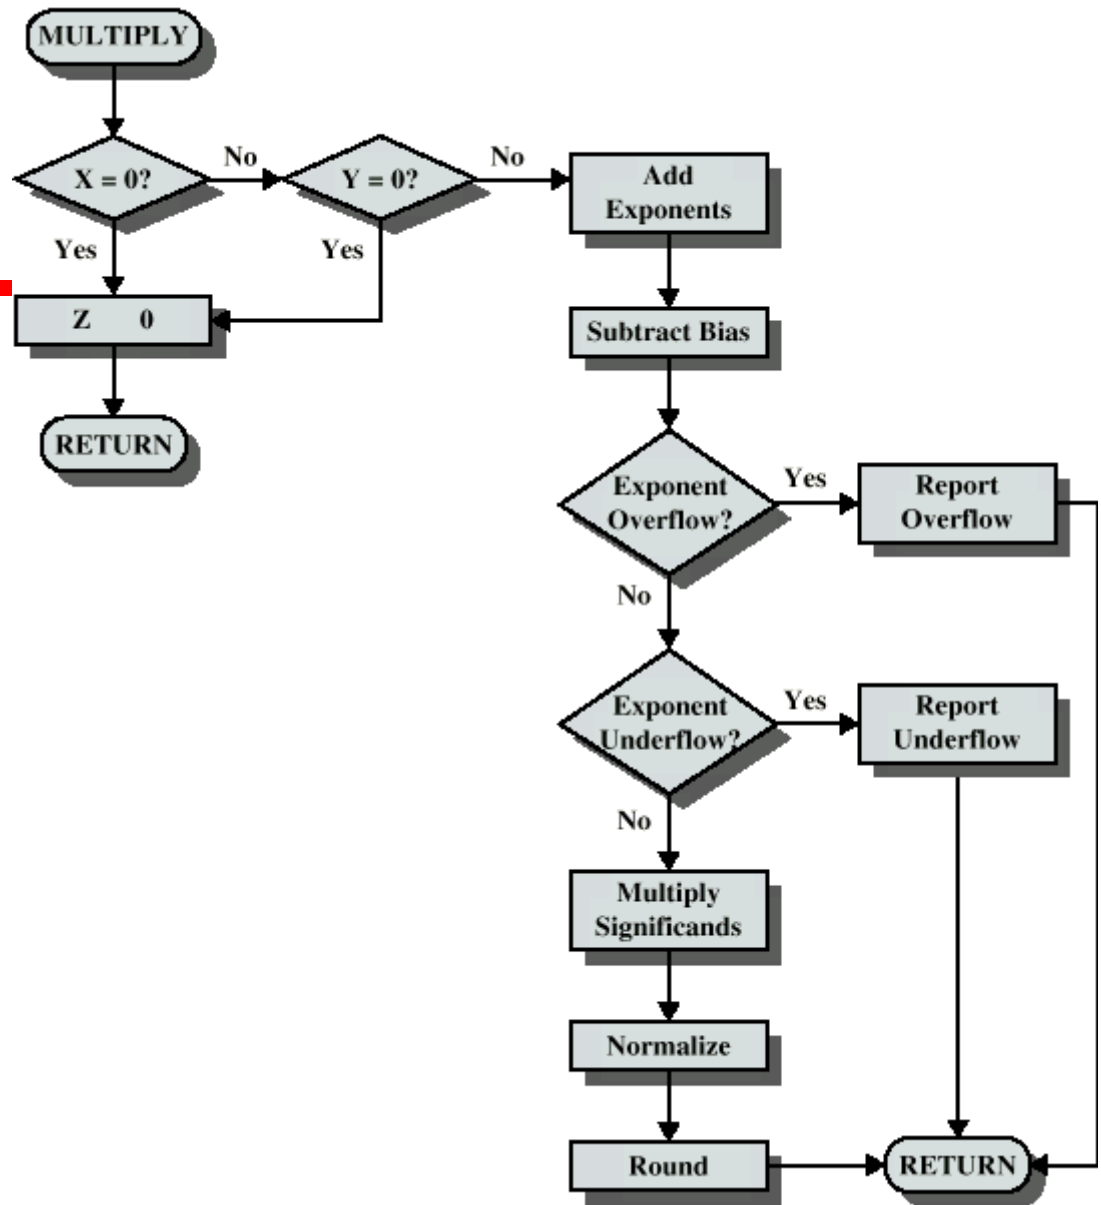 MULTIPLY
X = 0?
No
Y = 0?
No
Add
Exponents
Yes
Yes
Z 0
RETURN
Subtract Bias
Exponent
Overflow?
Yes
Report
Overflow
No
Exponent
Underflow?
Yes
Report
Underflow
No
Multiply
Significands
Normalize
Round
RETURN